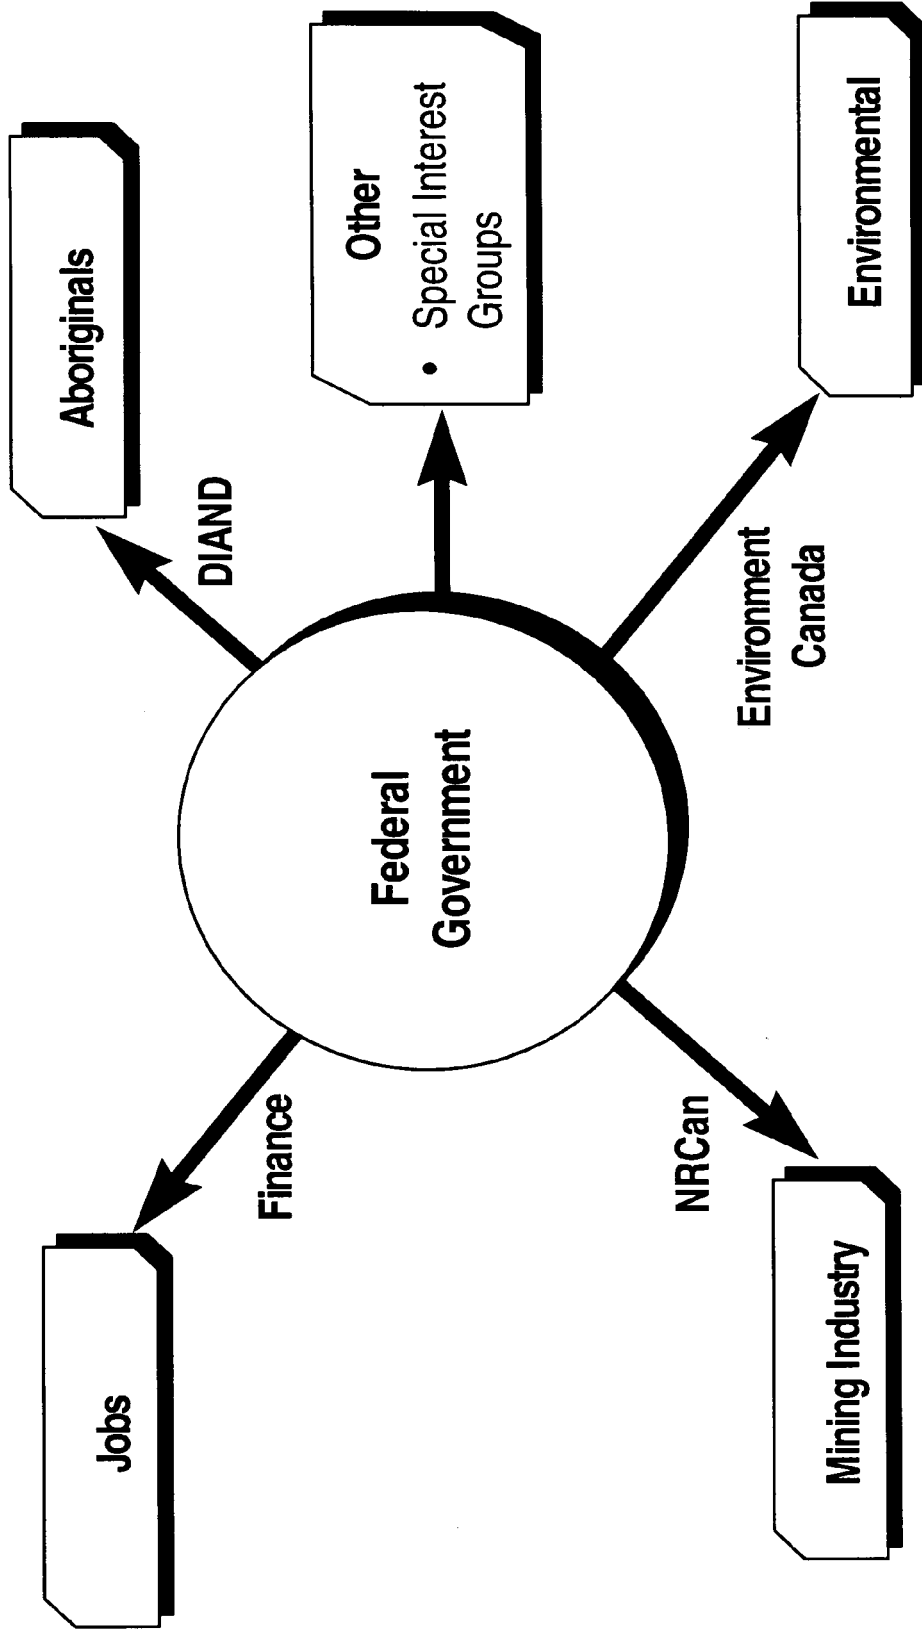 Jobs
Aboriginals
Finance
DIAND
Federal
Government
Other
• Special Interest
Groups
NRCan
Environment
Canada
Mining Industry
Environmental